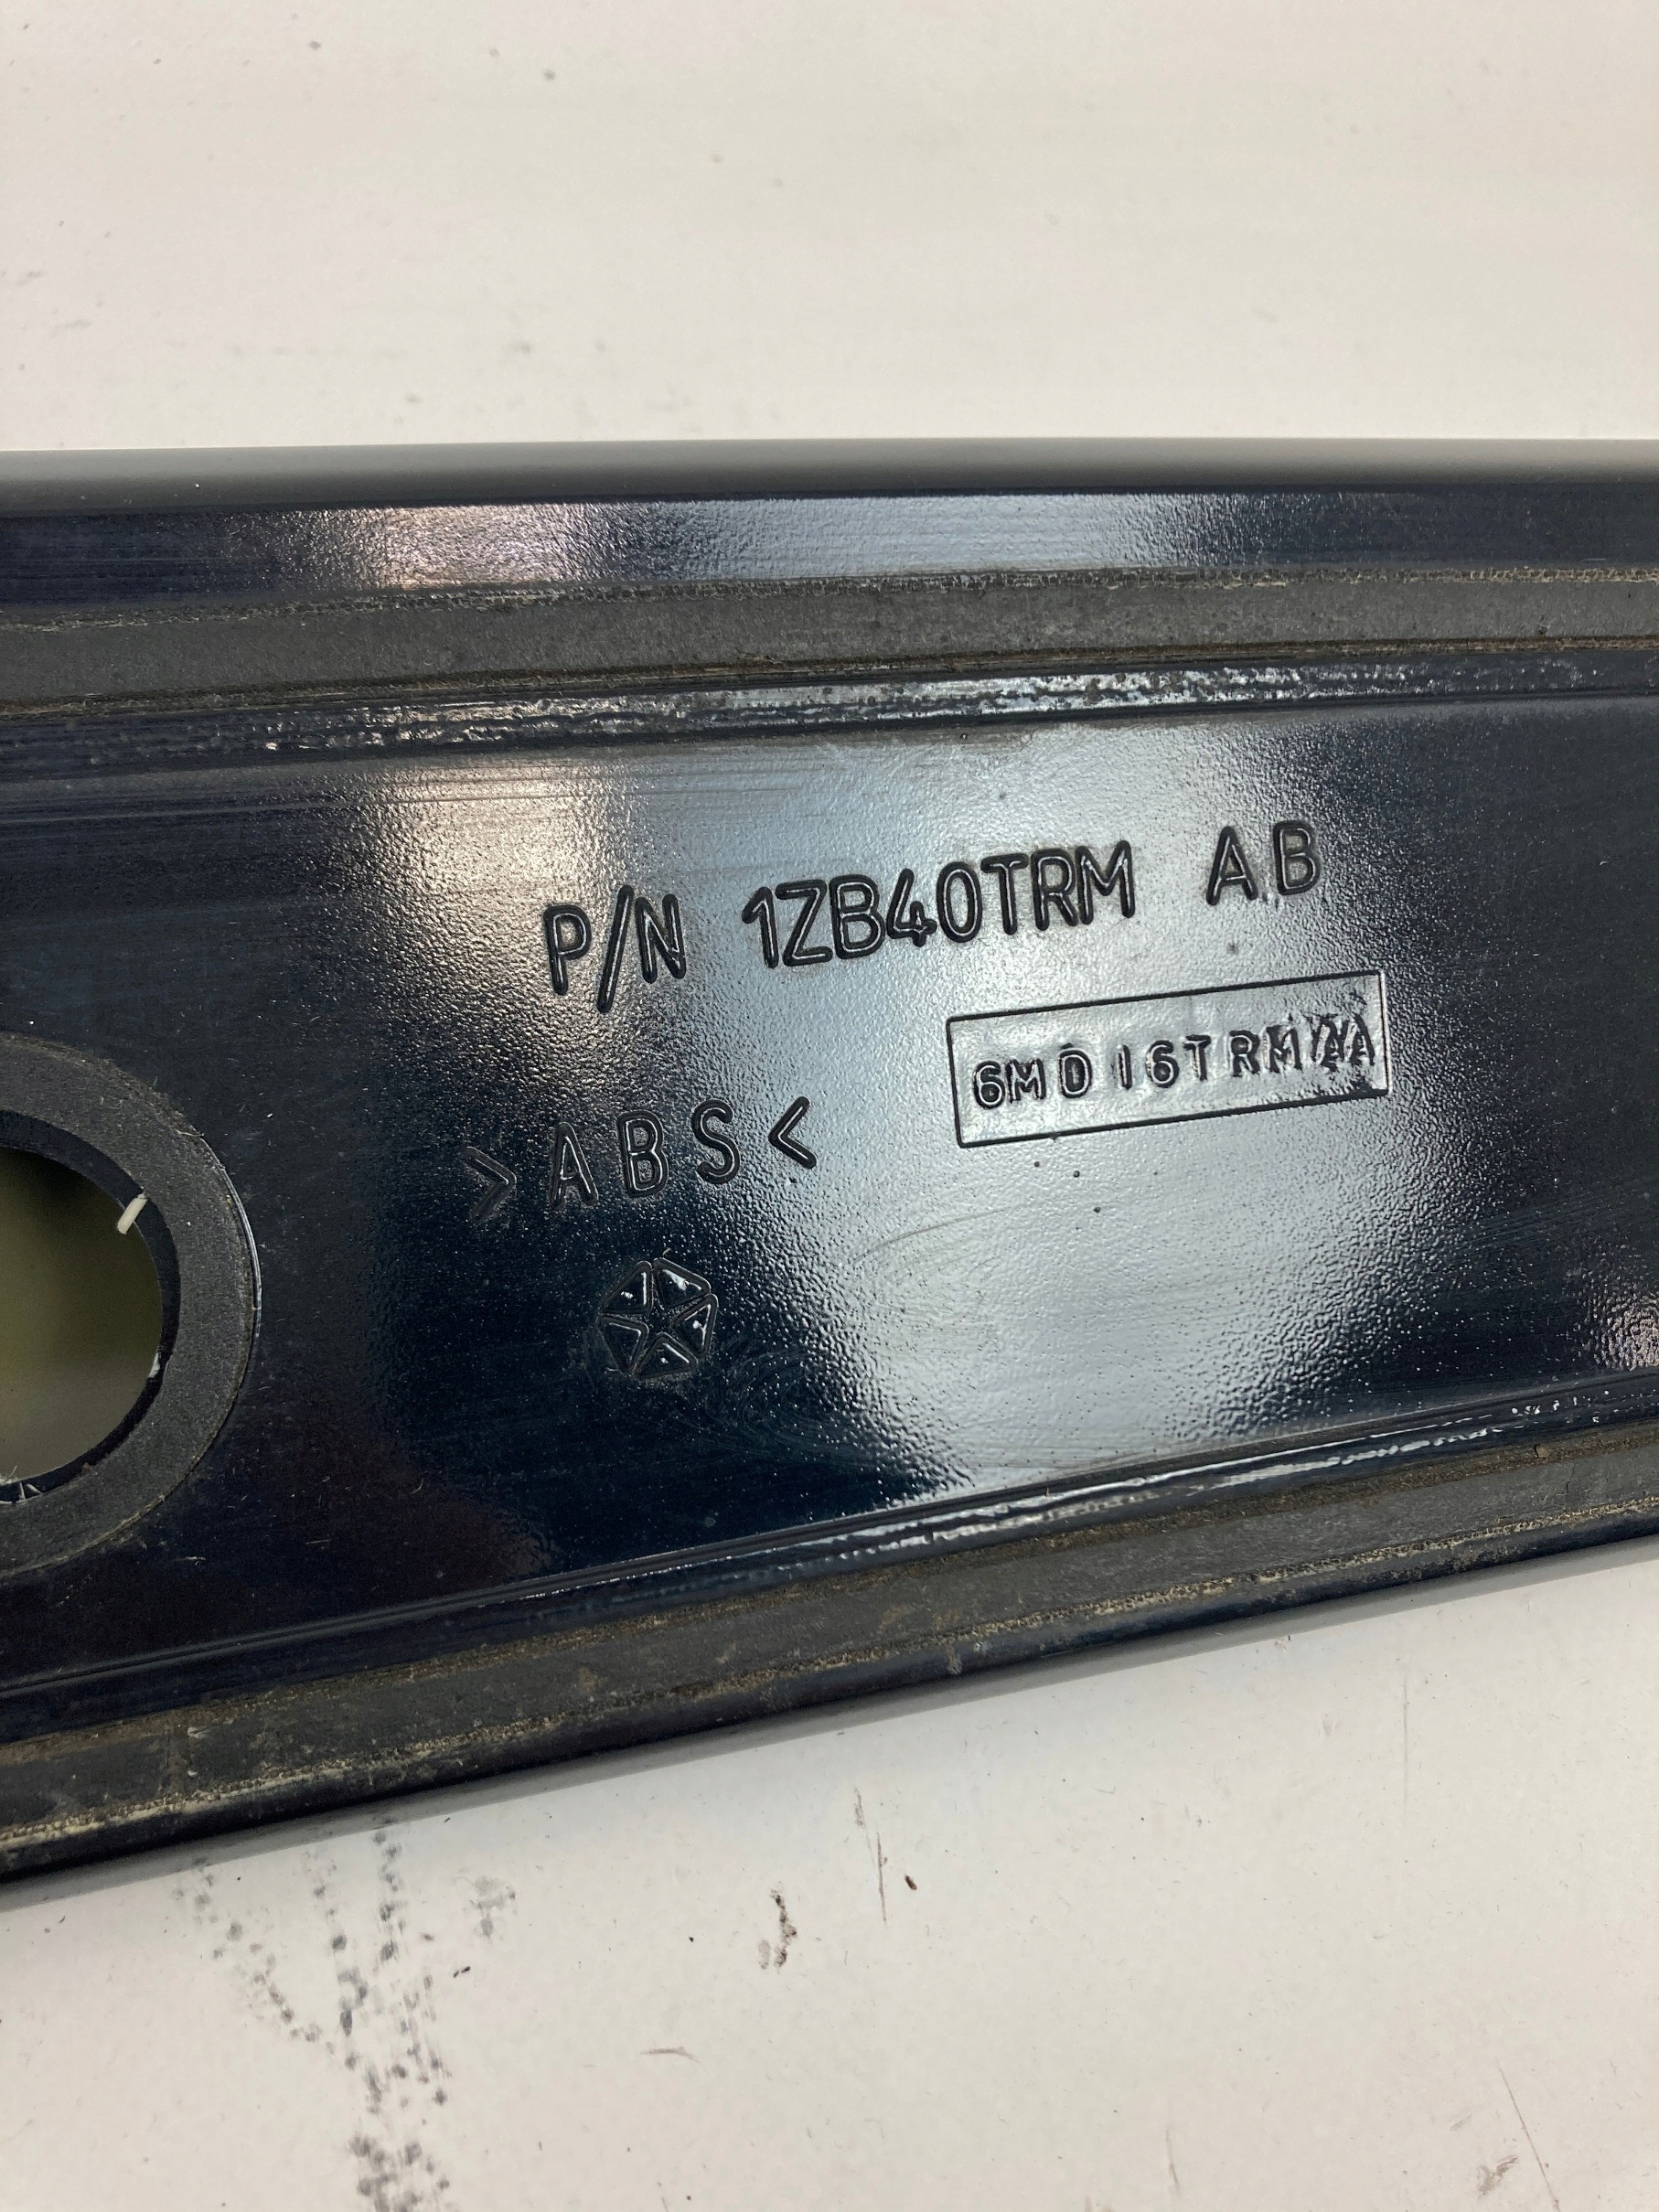 P/N 1ZB40TRM AB
6MD16TRM
>ABS<